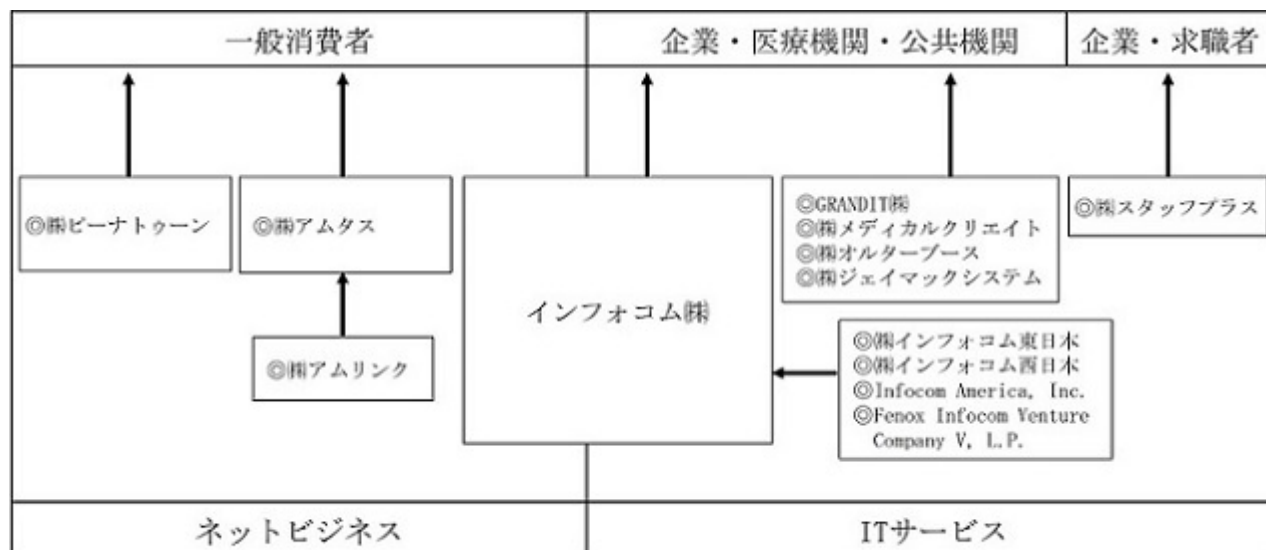 一般消費者
企業・医療機関・公共機関
企業・求職者
◎㈱ピーナトゥーン
◎㈱アムタス
◎㈱アムリンク
インフォコム㈱
◎GRANDIT㈱
◎㈱メディカルクリエイト
◎㈱オルターブース
◎㈱ジェイマックシステム
◎㈱スタッフプラス
◎㈱インフォコム東日本
◎㈱インフォコム西日本
◎Infocom America, Inc.
◎Fenox Infocom Venture
Company V, L.P.
ネットビジネス
ITサービス